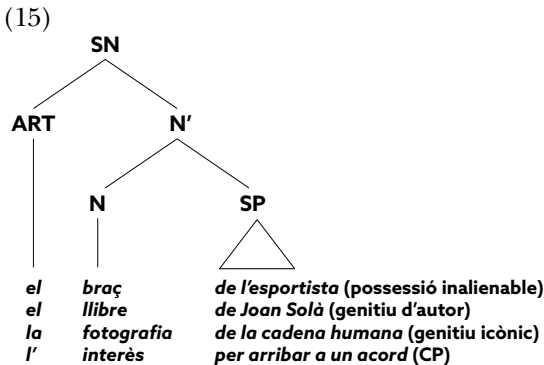 (15)
SN
ART N'
N SP
el braç de l'esportista (possessió inalienable)
el llibre de Joan Solà (genitiu d'autor)
la fotografia de la cadena humana (genitiu icònic)
l' interès per arribar a un acord (CP)